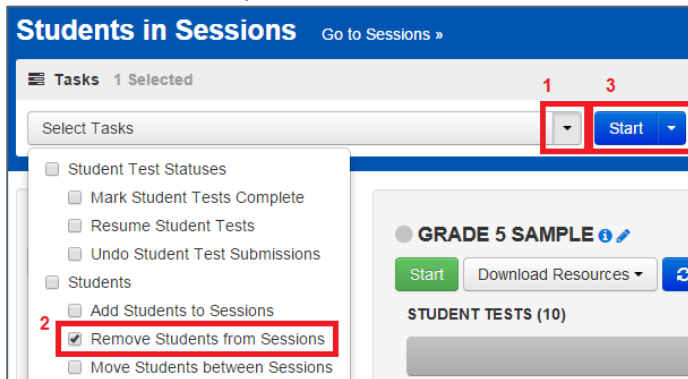 Students in Sessions Go to Sessions »
Tasks 1 Selected
1 3
Select Tasks
Start
Student Test Statuses
Mark Student Tests Complete
Resume Student Tests
Undo Student Test Submissions
Students
Add Students to Sessions
2
Remove Students from Sessions
Move Students between Sessions
GRADE 5 SAMPLE
Start Download Resources
STUDENT TESTS (10)